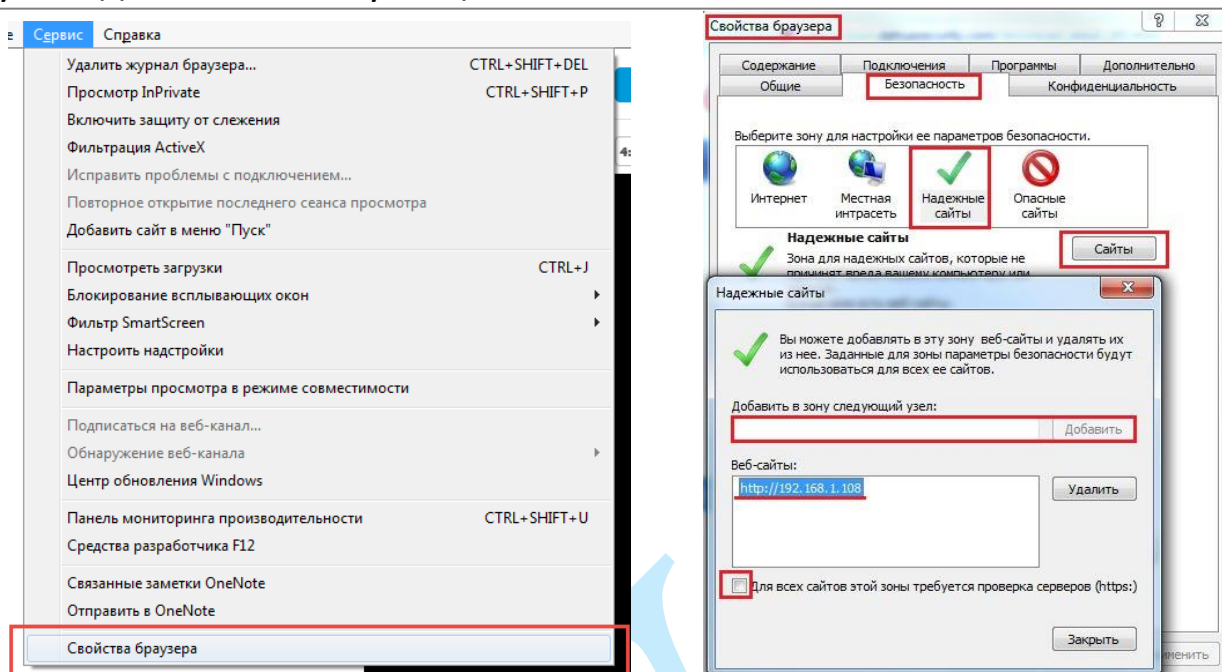 е Сервис Справка
Удалить журнал браузера... CTRL+SHIFT+DEL
Просмотр InPrivate CTRL+SHIFT+P
Включить защиту от слежения
Фильтрация ActiveX
Исправить проблемы с подключением...
Повторное открытие последнего сеанса просмотра
Добавить сайт в меню "Пуск"
Просмотреть загрузки CTRL+J
Блокирование всплывающих окон
Фильтр SmartScreen
Настроить надстройки
Параметры просмотра в режиме совместимости
Подписаться на веб-канал...
Обнаружение веб-канала
Центр обновления Windows
Панель мониторинга производительности CTRL+SHIFT+U
Средства разработчика F12
Связанные заметки OneNote
Отправить в OneNote
Свойства браузера
4:
Свойства браузера
Содержание Подключения Программы Дополнительно
Общие Безопасность Конфиденциальность
Выберите зону для настройки ее параметров безопасности.
Интернет Местная интрасеть Надежные сайты Опасные сайты
Надежные сайты
Сайты
Зона для надежных сайтов, которые не
причинят вреда вашему компьютеру или
Надежные сайты
Вы можете добавлять в эту зону веб-сайты и удалять их
из нее. Заданные для зоны параметры безопасности будут
использоваться для всех ее сайтов.
Добавить в зону следующий узел:
Добавить
Веб-сайты:
http://192.168.1.108
Удалить
Для всех сайтов этой зоны требуется проверка серверов (https:)
Закрыть